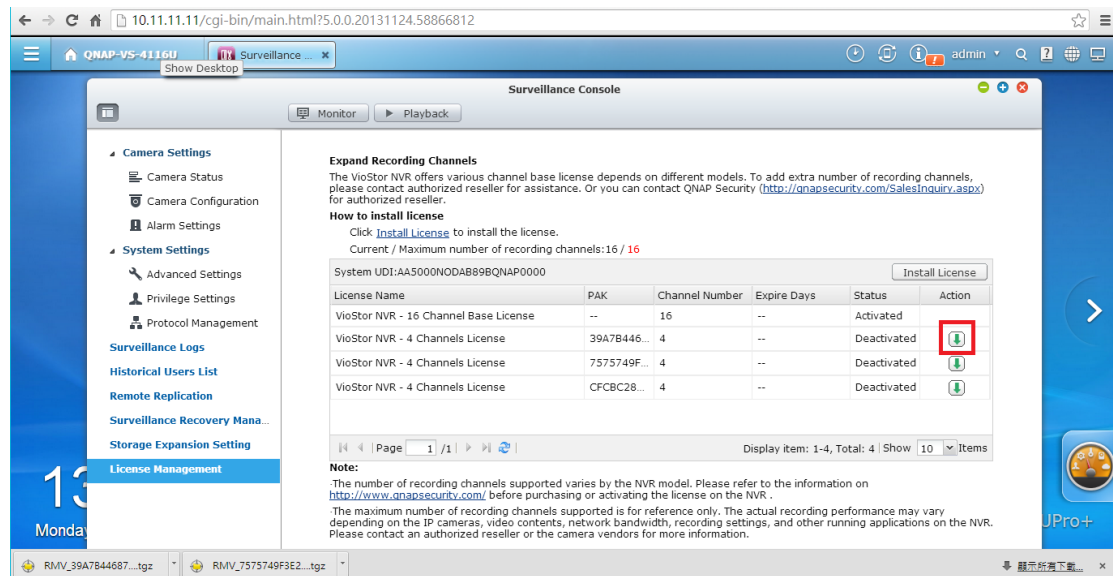 10.11.11.11/cgi-bin/main.html?5.0.0.20131124.58866812
QNAP-VS-4116U
Surveillance ...
admin
Show Desktop
Surveillance Console
Monitor
Playback
Camera Settings
Camera Status
Camera Configuration
Alarm Settings
System Settings
Advanced Settings
Privilege Settings
Protocol Management
Surveillance Logs
Historical Users List
Remote Replication
Surveillance Recovery Mana...
Storage Expansion Setting
License Management
Expand Recording Channels
The VioStor NVR offers various channel base license depends on different models. To add extra number of recording channels,
please contact authorized reseller for assistance. Or you can contact QNAP Security (http://qnapsecurity.com/SalesInquiry.aspx)
for authorized reseller.
How to install license
Click Install License to install the license.
Current / Maximum number of recording channels:16 / 16
System UDI:AA5000NODAB89BQNAP0000 Install License
License Name PAK Channel Number Expire Days Status Action
VioStor NVR - 16 Channel Base License -- 16 -- Activated
VioStor NVR - 4 Channels License 39A7B446... 4 -- Deactivated
VioStor NVR - 4 Channels License 7575749F... 4 -- Deactivated
VioStor NVR - 4 Channels License CFCBC28... 4 -- Deactivated
Page 1 /1 Display item: 1-4, Total: 4 Show 10 Items
Note:
·The number of recording channels supported varies by the NVR model. Please refer to the information on
http://www.qnapsecurity.com/ before purchasing or activating the license on the NVR .
·The maximum number of recording channels supported is for reference only. The actual recording performance may vary
depending on the IP cameras, video contents, network bandwidth, recording settings, and other running applications on the NVR.
Please contact an authorized reseller or the camera vendors for more information.
13
Monday
UPro+
RMV_39A7B44687....tgz
RMV_7575749F3E2...tgz
顯示所有下載...